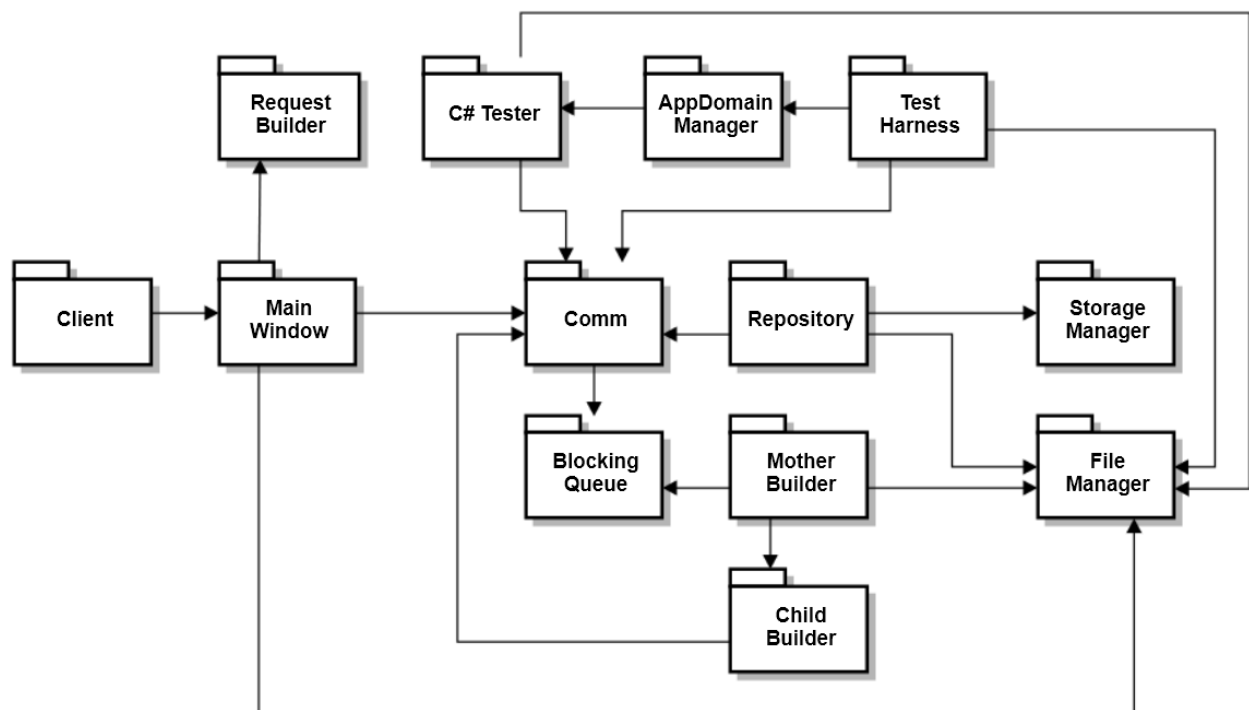 Request
Builder
C# Tester
AppDomain
Manager
Test
Harness
Client
Main
Window
Comm
Repository
Storage
Manager
Blocking
Queue
Mother
Builder
File
Manager
Child
Builder